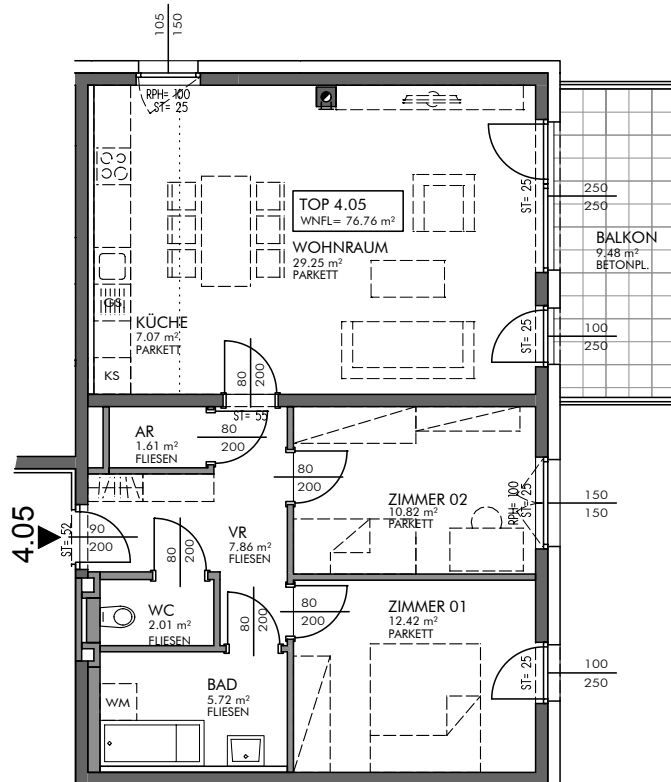 105
150
RPH= 100
ST= 25
TOP 4.05
WNFL= 76.76 m²
WOHNRAUM
29.25 m²
PARKETT
ST= 25
250
250
BALKON
9.48 m²
BETONPL.
GS
KÜCHE
7.07 m²
PARKETT
KS
ST= 25
100
250
80
200
ST= 55
AR
1.61 m²
FLIESEN
80
200
80
200
ZIMMER 02
10.82 m²
PARKETT
RPH= 100
ST= 25
150
150
4.05
ST= 52
90
200
VR
7.86 m²
FLIESEN
80
200
WC
2.01 m²
FLIESEN
80
200
80
200
ZIMMER 01
12.42 m²
PARKETT
ST= 25
100
250
WM
BAD
5.72 m²
FLIESEN